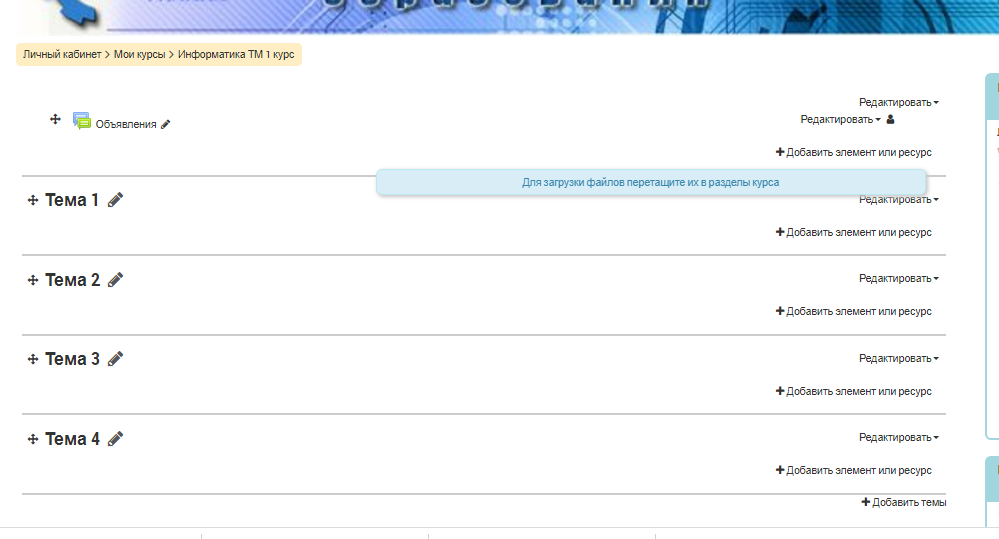 Личный кабинет > Мои курсы > Информатика ТМ 1 курс
Редактировать
Объявления
Редактировать
Добавить элемент или ресурс
Для загрузки файлов перетащите их в разделы курса
Тема 1
Редактировать
Добавить элемент или ресурс
Тема 2
Редактировать
Добавить элемент или ресурс
Тема 3
Редактировать
Добавить элемент или ресурс
Тема 4
Редактировать
Добавить элемент или ресурс
Добавить темы